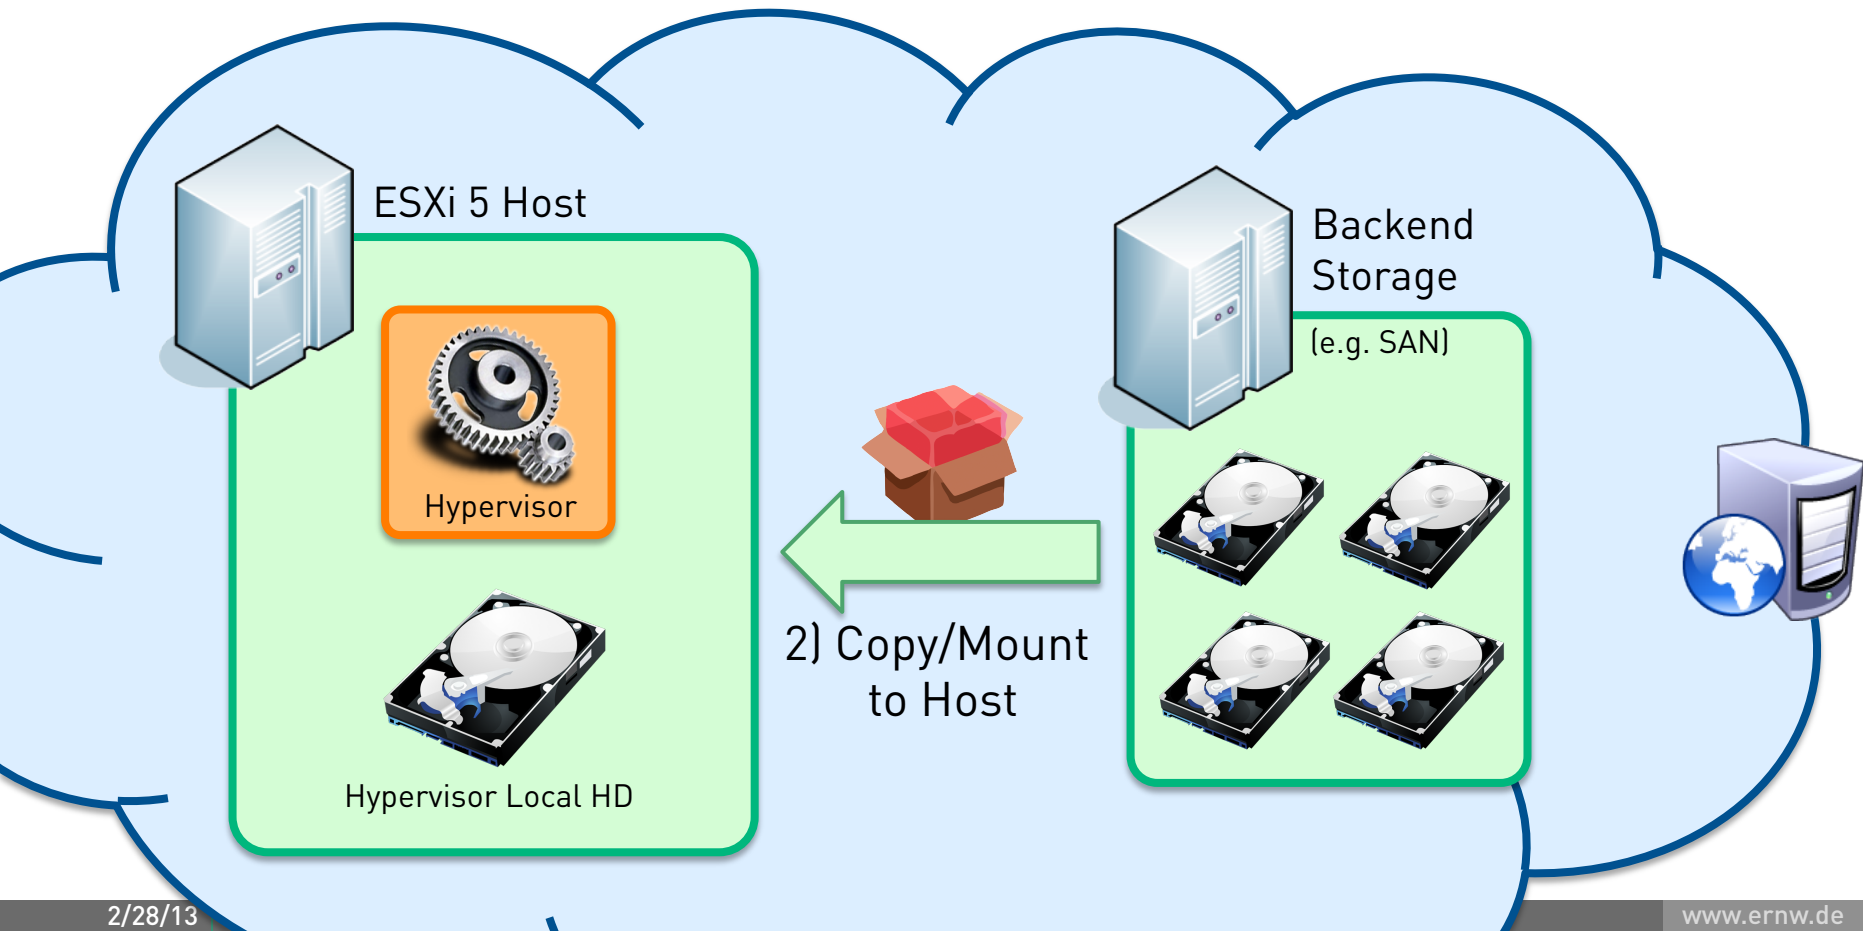 ESXi 5 Host
Backend
Storage
(e.g. SAN)
Hypervisor
2) Copy/Mount
to Host
Hypervisor Local HD
2/28/13
www.ernw.de